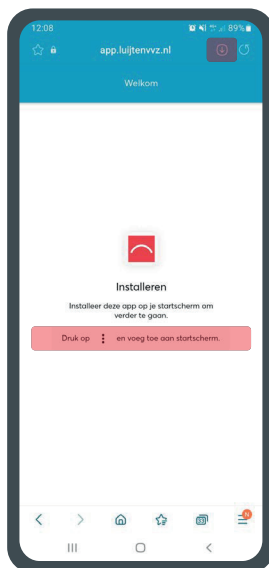 12:08 89%
app.luijtenvvz.nl
Welkom
Installeren
Installeer deze app op je startscherm om
verder te gaan.
Druk op ⋮ en voeg toe aan startscherm.
N